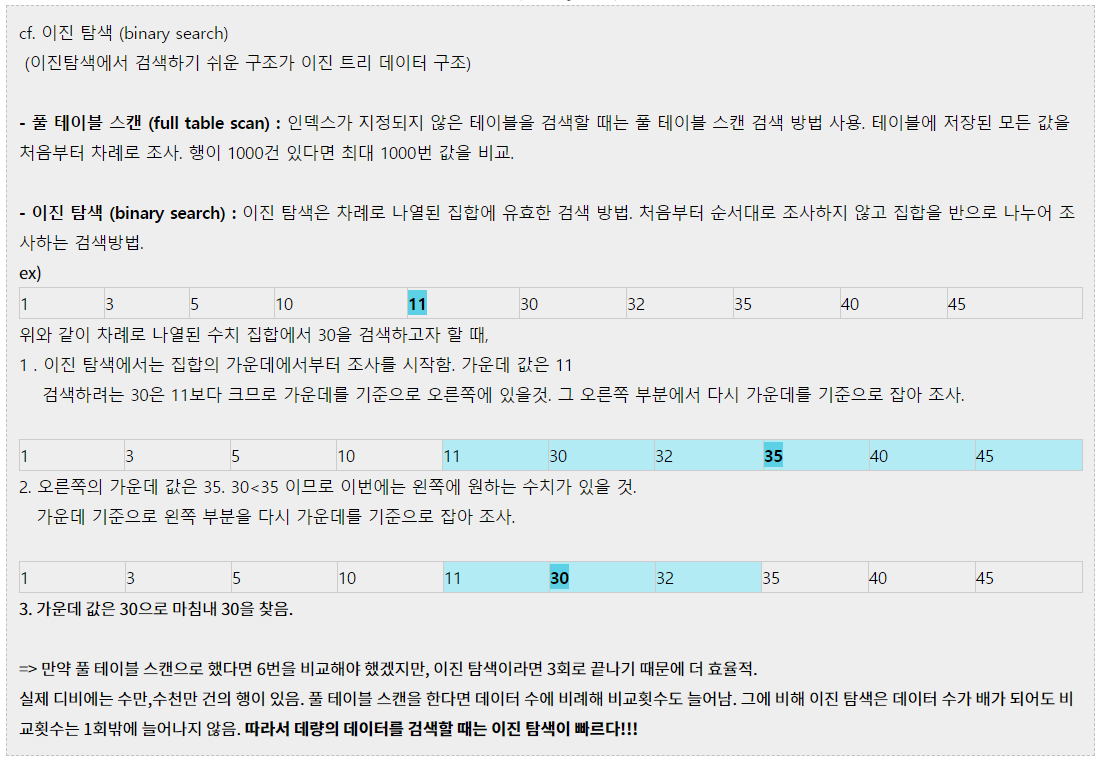 cf. 이진 탐색 (binary search)
(이진탐색에서 검색하기 쉬운 구조가 이진 트리 데이터 구조)
- 풀 테이블 스캔 (full table scan) : 인덱스가 지정되지 않은 테이블을 검색할 때는 풀 테이블 스캔 검색 방법 사용. 테이블에 저장된 모든 값을
처음부터 차례로 조사. 행이 1000건 있다면 최대 1000번 값을 비교.
- 이진 탐색 (binary search) : 이진 탐색은 차례로 나열된 집합에 유효한 검색 방법. 처음부터 순서대로 조사하지 않고 집합을 반으로 나누어 조
사하는 검색방법.
ex)
1 3 5 10 11 30 32 35 40 45
위와 같이 차례로 나열된 수치 집합에서 30을 검색하고자 할 때,
1 . 이진 탐색에서는 집합의 가운데에서부터 조사를 시작함. 가운데 값은 11
검색하려는 30은 11보다 크므로 가운데를 기준으로 오른쪽에 있을것. 그 오른쪽 부분에서 다시 가운데를 기준으로 잡아 조사.
1 3 5 10 11 30 32 35 40 45
2. 오른쪽의 가운데 값은 35. 30<35 이므로 이번에는 왼쪽에 원하는 수치가 있을 것.
가운데 기준으로 왼쪽 부분을 다시 가운데를 기준으로 잡아 조사.
1 3 5 10 11 30 32 35 40 45
3. 가운데 값은 30으로 마침내 30을 찾음.
=> 만약 풀 테이블 스캔으로 했다면 6번을 비교해야 했겠지만, 이진 탐색이라면 3회로 끝나기 때문에 더 효율적.
실제 디비에는 수만,수천만 건의 행이 있음. 풀 테이블 스캔을 한다면 데이터 수에 비례해 비교횟수도 늘어남. 그에 비해 이진 탐색은 데이터 수가 배가 되어도 비
교횟수는 1회밖에 늘어나지 않음. 따라서 데량의 데이터를 검색할 때는 이진 탐색이 빠르다!!!